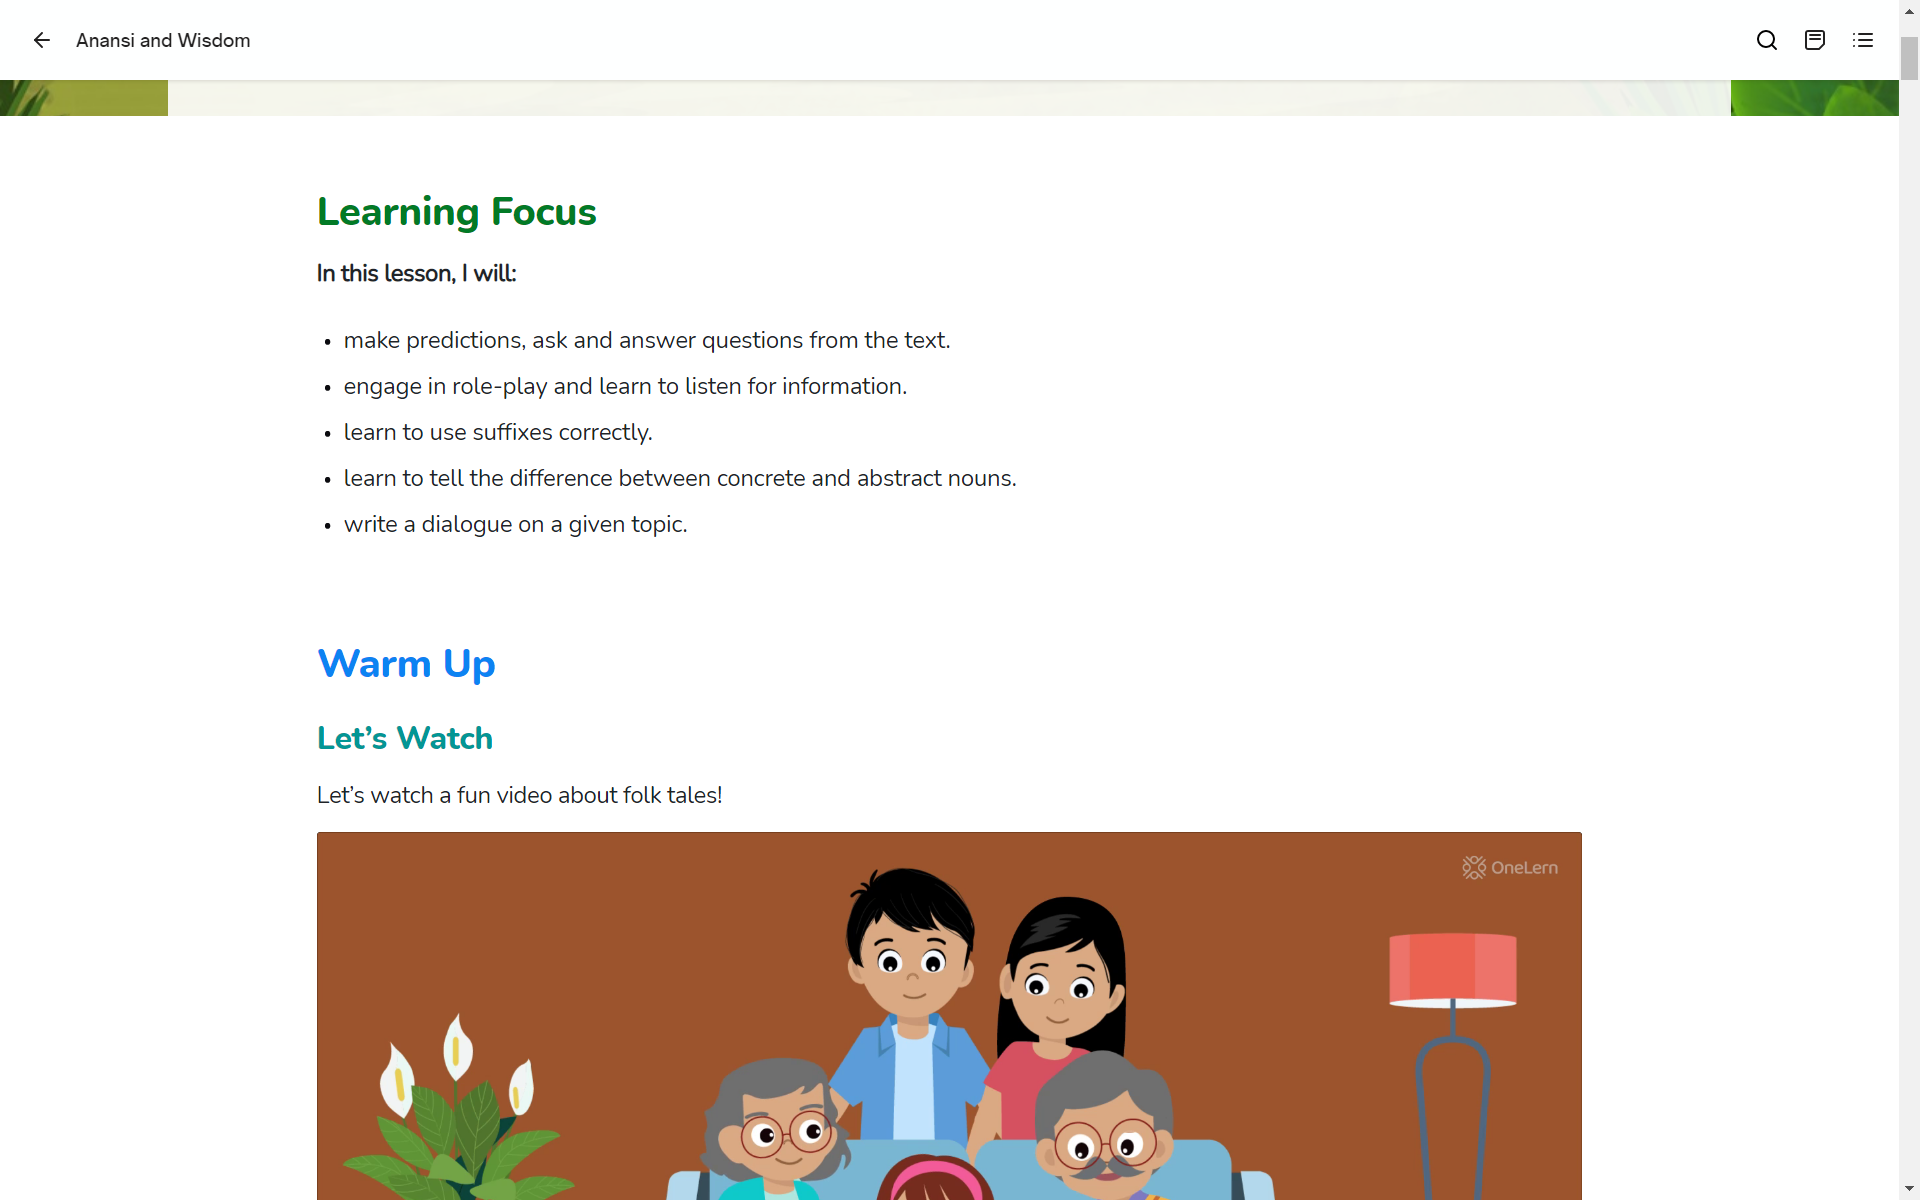 Anansi and Wisdom
Learning Focus
In this lesson, I will:
• make predictions, ask and answer questions from the text.
• engage in role-play and learn to listen for information.
• learn to use suffixes correctly.
• learn to tell the difference between concrete and abstract nouns.
• write a dialogue on a given topic.
Warm Up
Let’s Watch
Let’s watch a fun video about folk tales!
OneLern